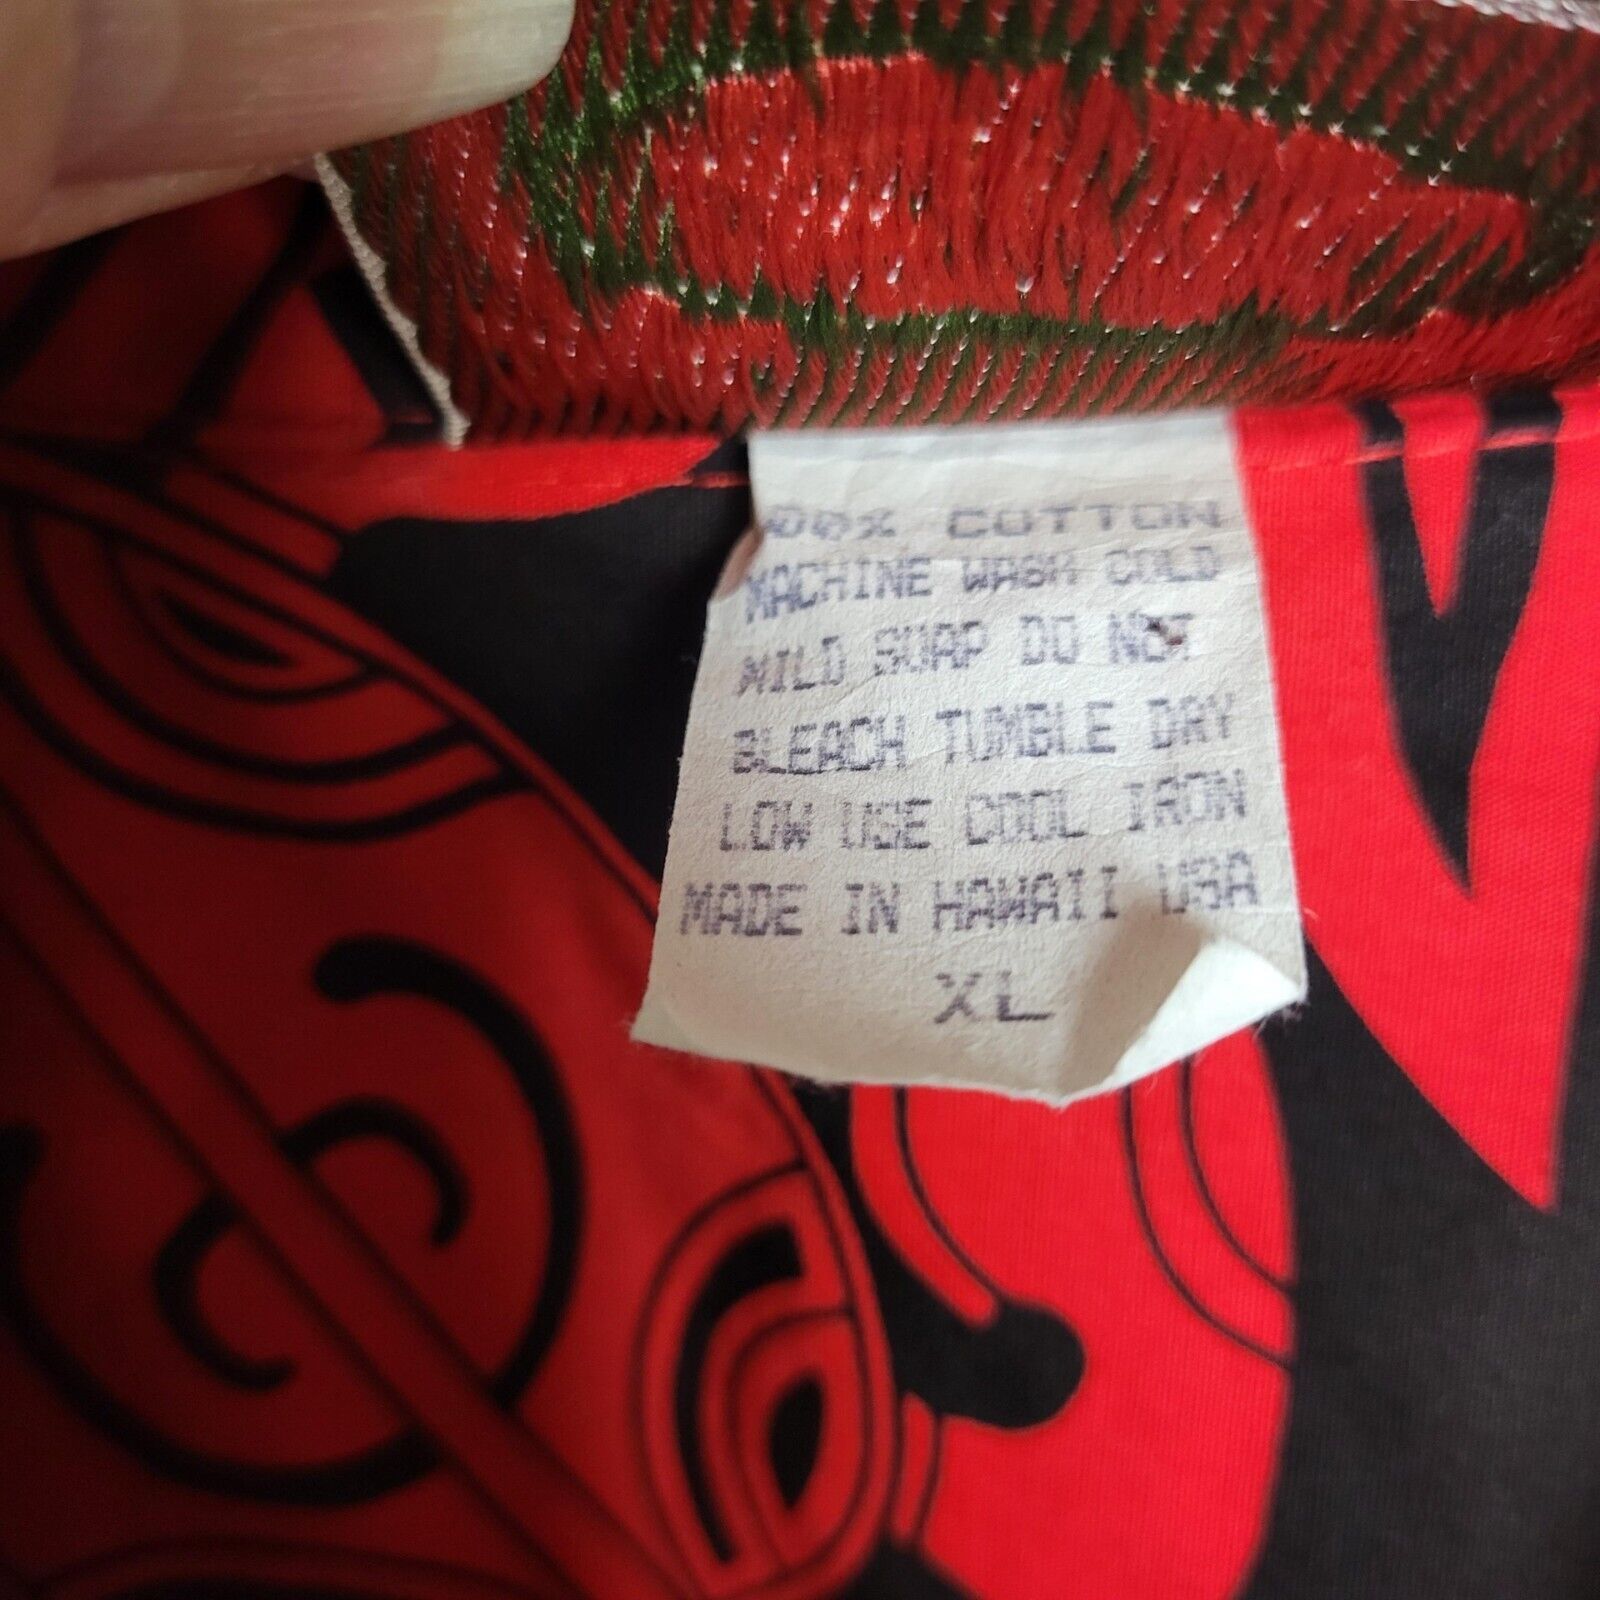 100% COTTON
MACHINE WASH COLD
MILD SOAP DO NOT
BLEACH TUMBLE DRY
LOW USE COOL IRON
MADE IN HAWAII USA
XL